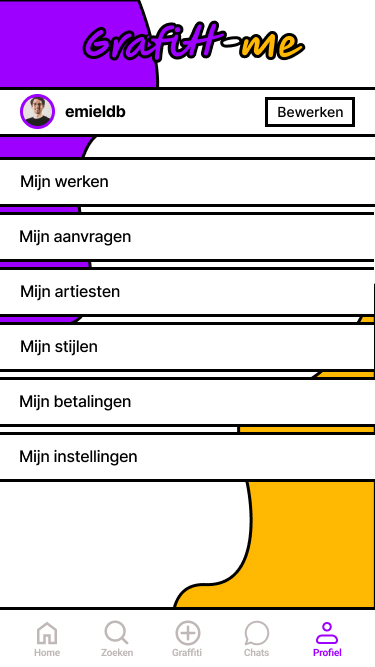 Grafitt-me
emieldb
Bewerken
Mijn werken
Mijn aanvragen
Mijn artiesten
Mijn stijlen
Mijn betalingen
Mijn instellingen
Home Zoeken Graffiti Chats Profiel